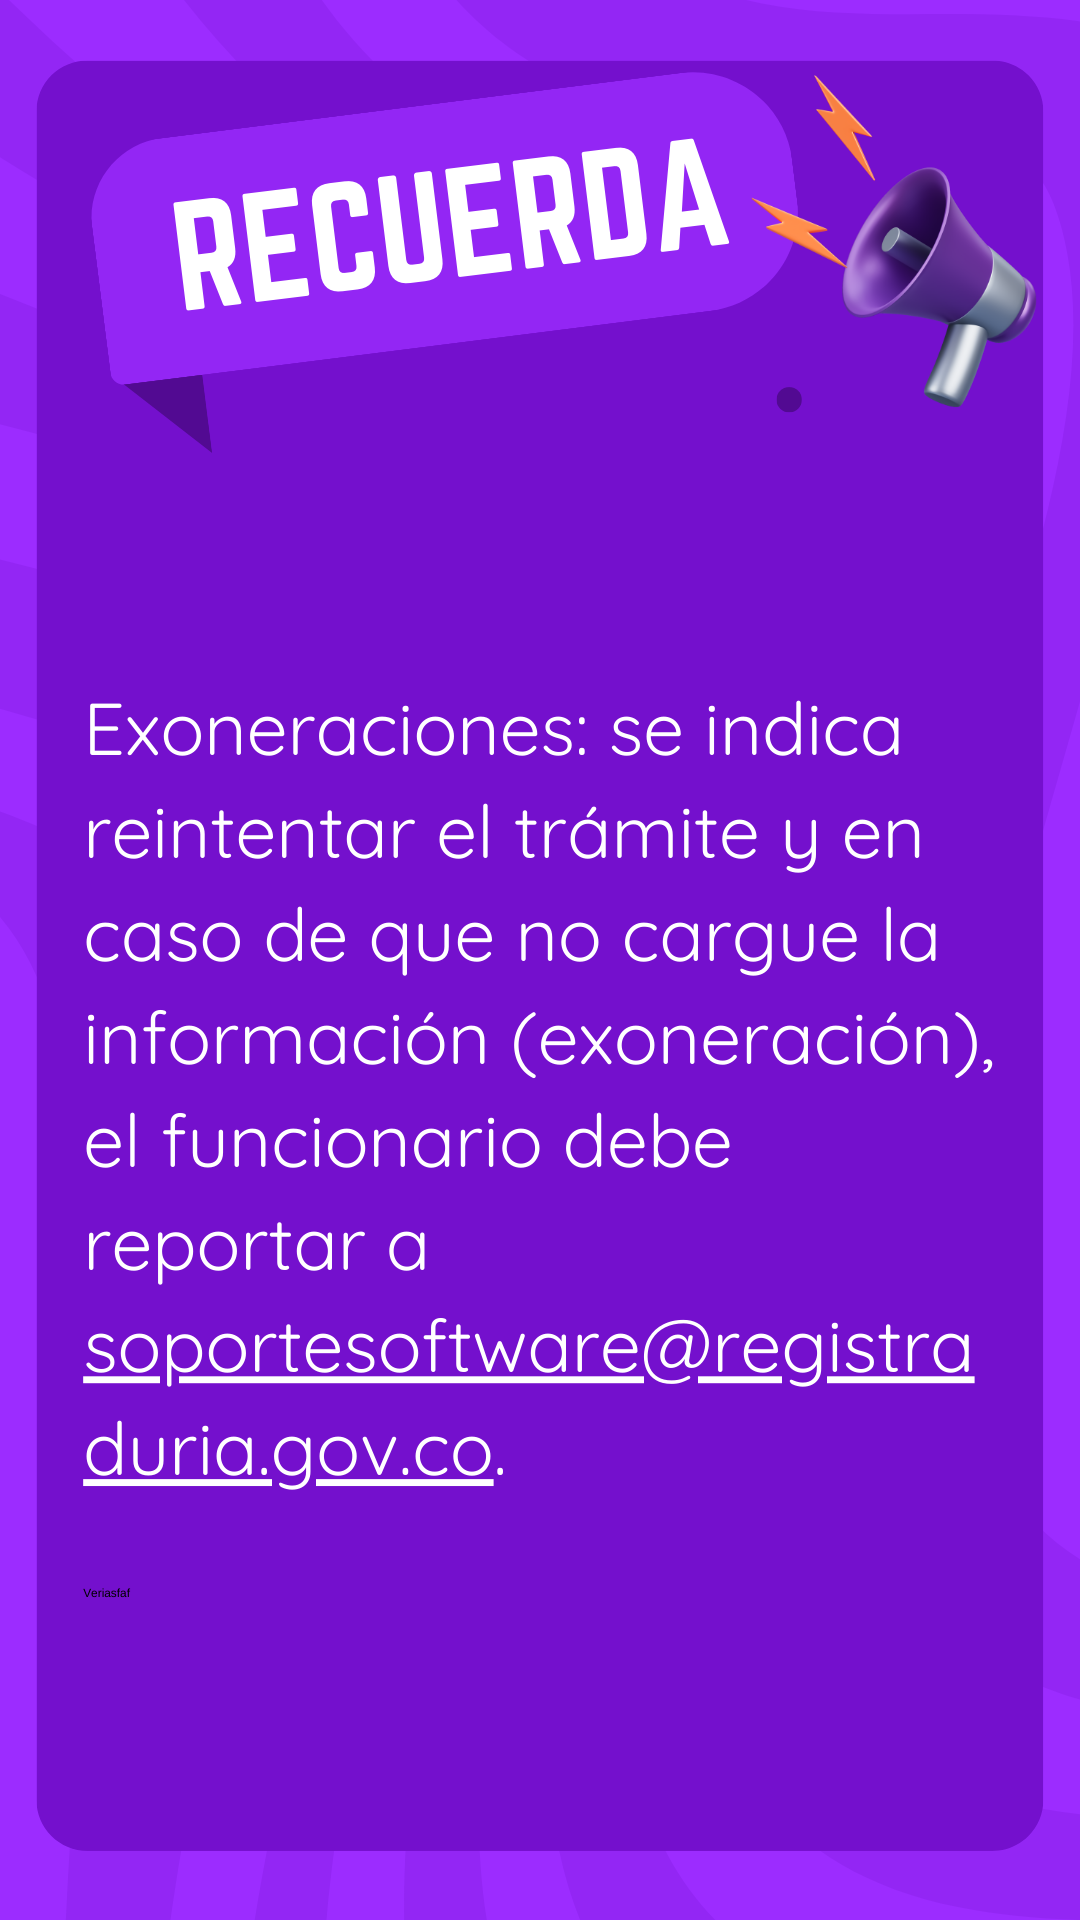 RECUERDA
Exoneraciones: se indica
reintentar el trámite y en
caso de que no cargue la
información (exoneración),
el funcionario debe
reportar a
soportesoftware@registra
duria.gov.co.
Veriasfaf